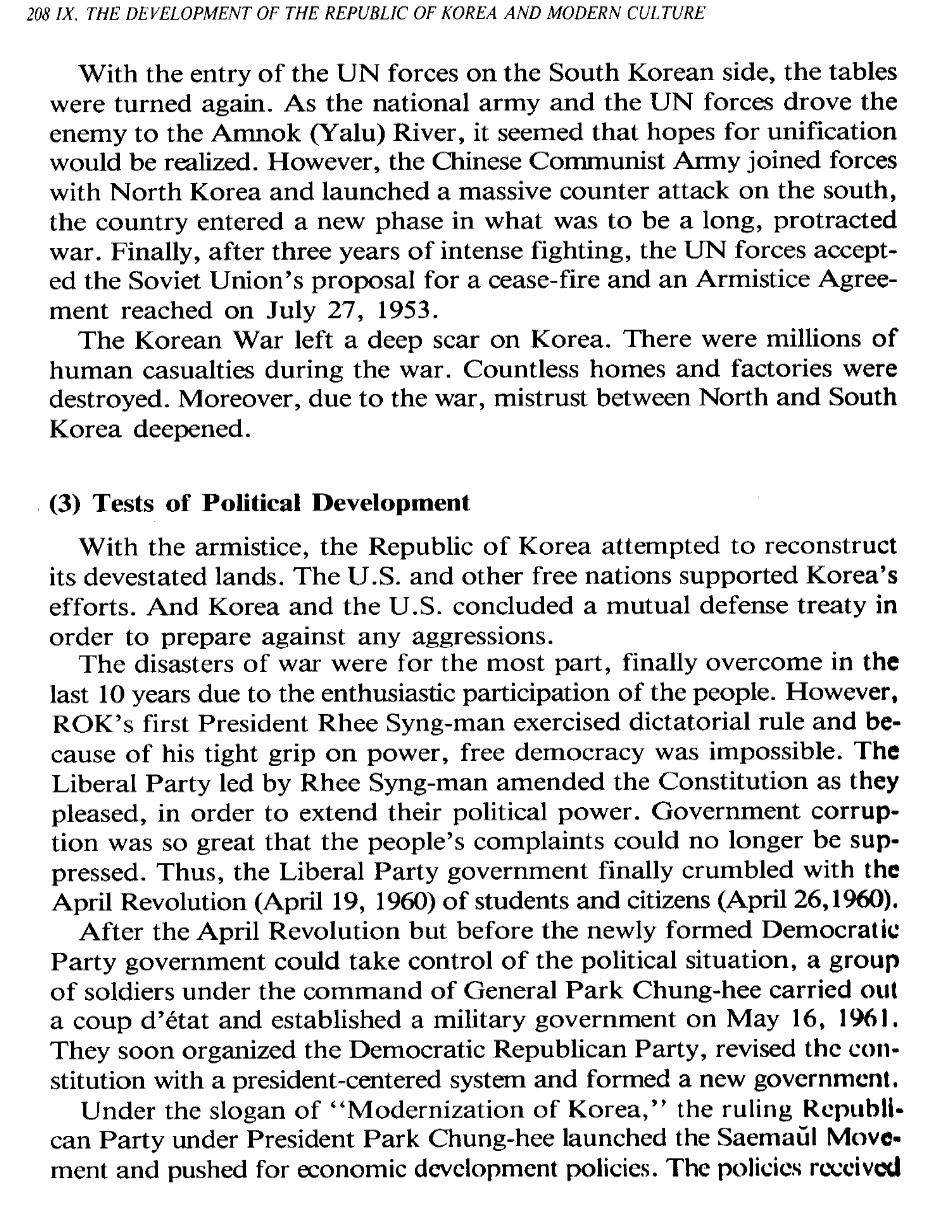 208 IX. THE DEVELOPMENT OF THE REPUBLIC OF KOREA AND MODERN CULTURE
With the entry of the UN forces on the South Korean side, the tables
were turned again. As the national army and the UN forces drove the
enemy to the Amnok (Yalu) River, it seemed that hopes for unification
would be realized. However, the Chinese Communist Army joined forces
with North Korea and launched a massive counter attack on the south,
the country entered a new phase in what was to be a long, protracted
war. Finally, after three years of intense fighting, the UN forces accept-
ed the Soviet Union's proposal for a cease-fire and an Armistice Agree-
ment reached on July 27, 1953.
The Korean War left a deep scar on Korea. There were millions of
human casualties during the war. Countless homes and factories were
destroyed. Moreover, due to the war, mistrust between North and South
Korea deepened.
(3) Tests of Political Development
With the armistice, the Republic of Korea attempted to reconstruct
its devestated lands. The U.S. and other free nations supported Korea's
efforts. And Korea and the U.S. concluded a mutual defense treaty in
order to prepare against any aggressions.
The disasters of war were for the most part, finally overcome in the
last 10 years due to the enthusiastic participation of the people. However,
ROK's first President Rhee Syng-man exercised dictatorial rule and be-
cause of his tight grip on power, free democracy was impossible. The
Liberal Party led by Rhee Syng-man amended the Constitution as they
pleased, in order to extend their political power. Government corrup-
tion was so great that the people's complaints could no longer be sup-
pressed. Thus, the Liberal Party government finally crumbled with the
April Revolution (April 19, 1960) of students and citizens (April 26,1960).
After the April Revolution but before the newly formed Democratic
Party government could take control of the political situation, a group
of soldiers under the command of General Park Chung-hee carried out
a coup d'état and established a military government on May 16, 1961.
They soon organized the Democratic Republican Party, revised the con-
stitution with a president-centered system and formed a new government.
Under the slogan of "Modernization of Korea," the ruling Republi-
can Party under President Park Chung-hee launched the Saemaŭl Move-
ment and pushed for economic development policies. The policies received